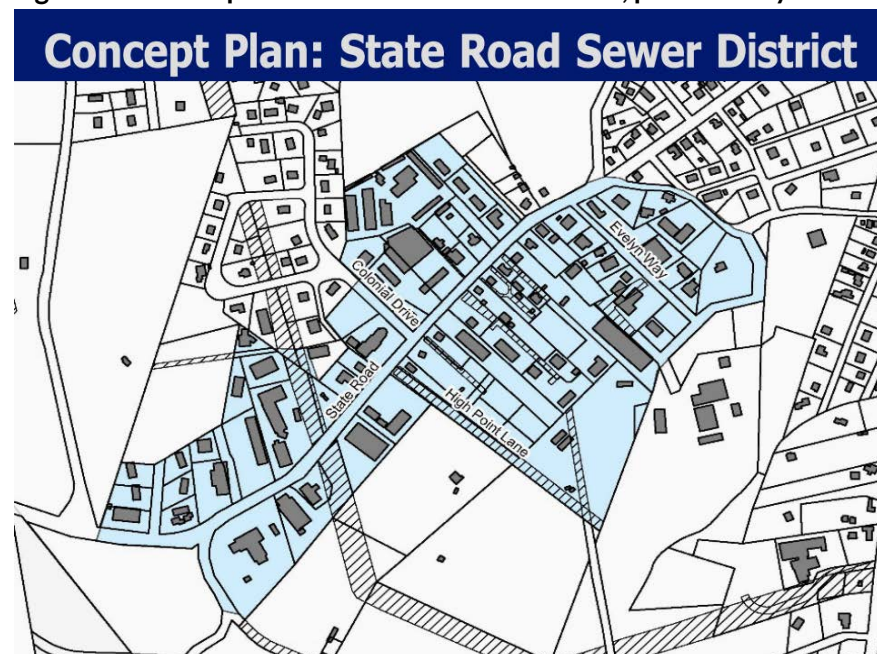 Concept Plan: State Road Sewer District
Evelyn Way
Colonial Drive
State Road
High Point Lane